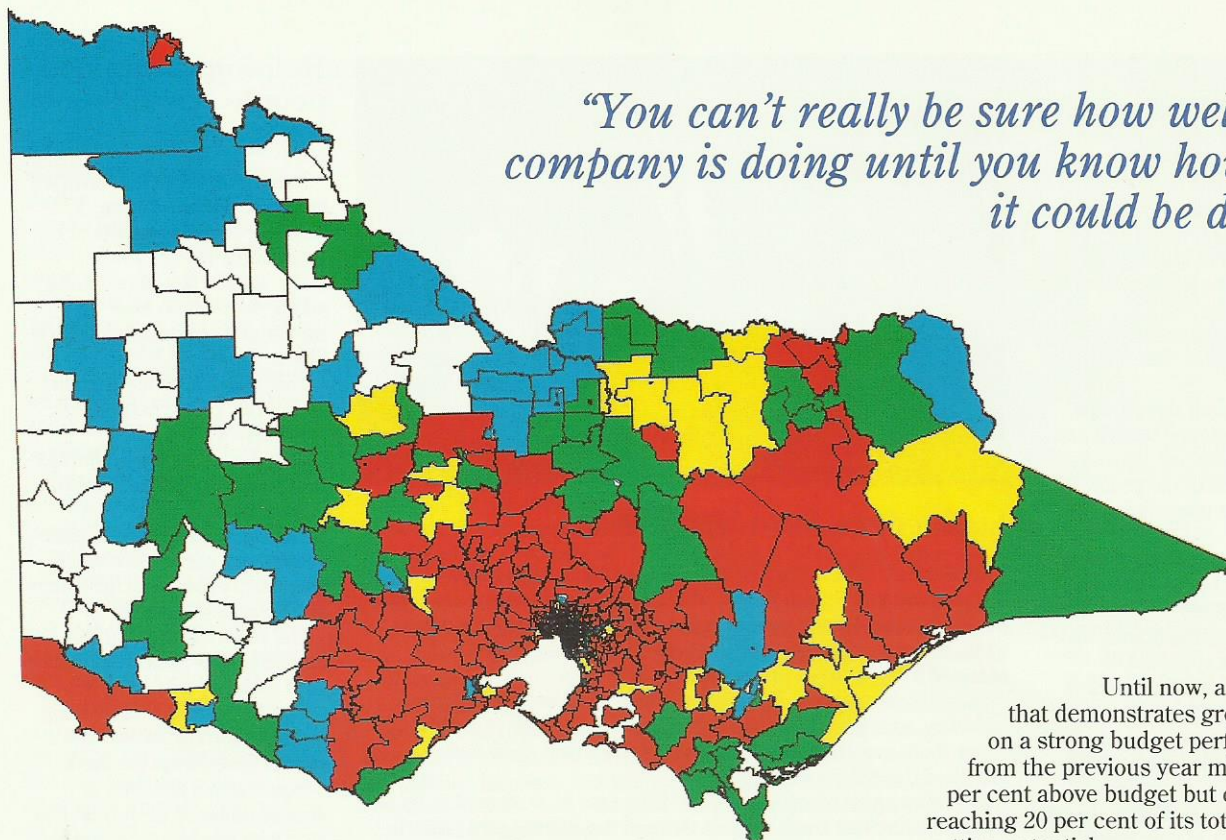 "You can't really be sure how wel
company is doing until you know ho
it could be d
Until now, a
that demonstrates gr
on a strong budget per
from the previous year m
per cent above budget but
reaching 20 per cent of its tot